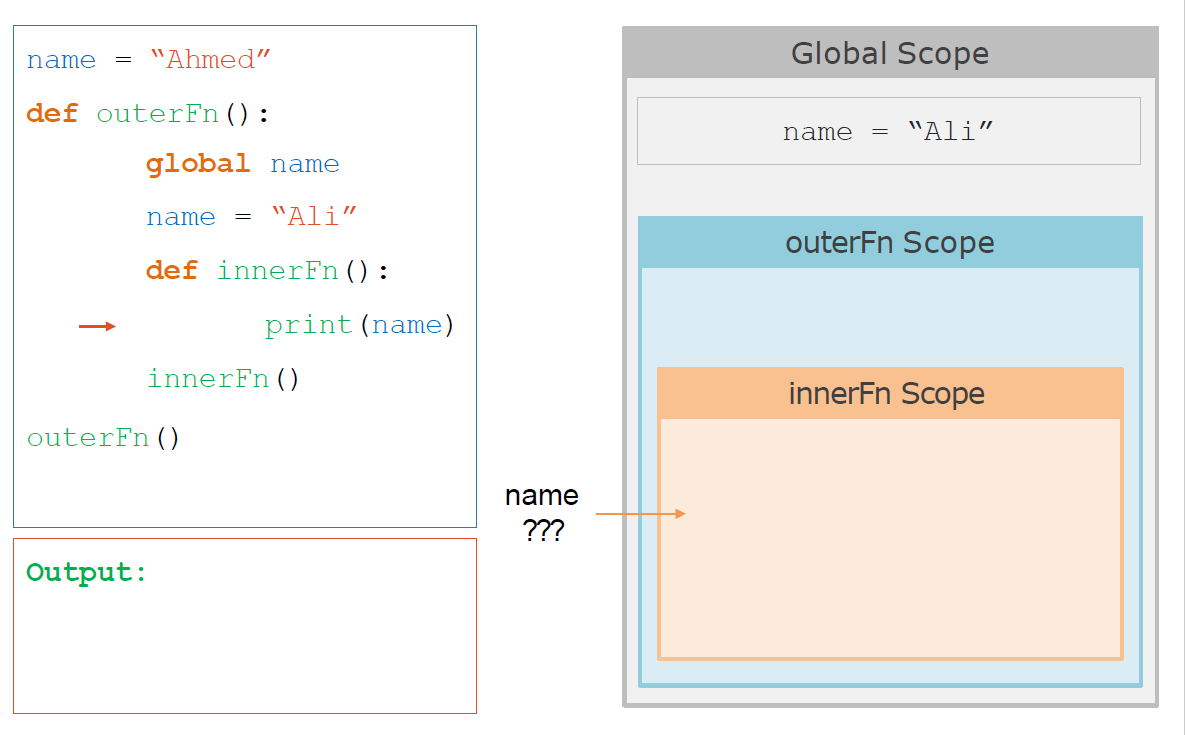 name = “Ahmed”
def outerFn():
global name
name = “Ali”
def innerFn():
print(name)
innerFn()
outerFn()
Output:
name
???
Global Scope
name = “Ali”
outerFn Scope
innerFn Scope